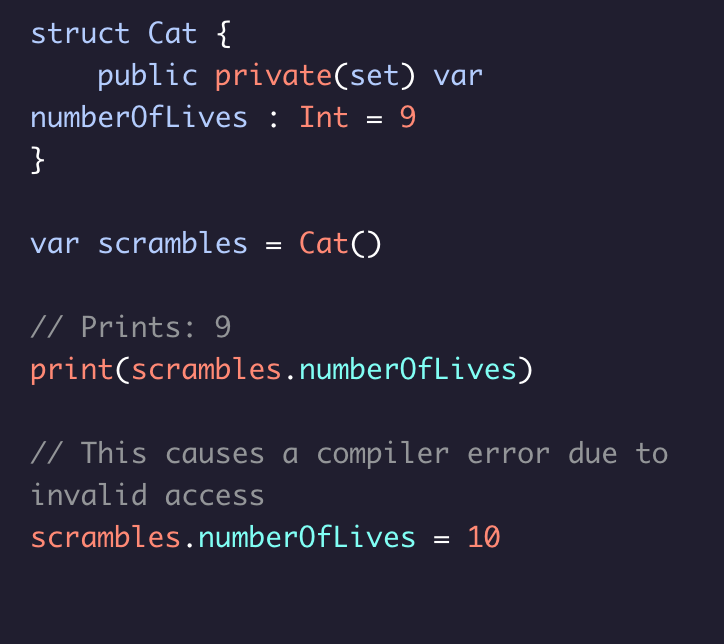 struct Cat {
    public private(set) var
numberOfLives : Int = 9
}

var scrambles = Cat()

// Prints: 9
print(scrambles.numberOfLives)

// This causes a compiler error due to
invalid access
scrambles.numberOfLives = 10